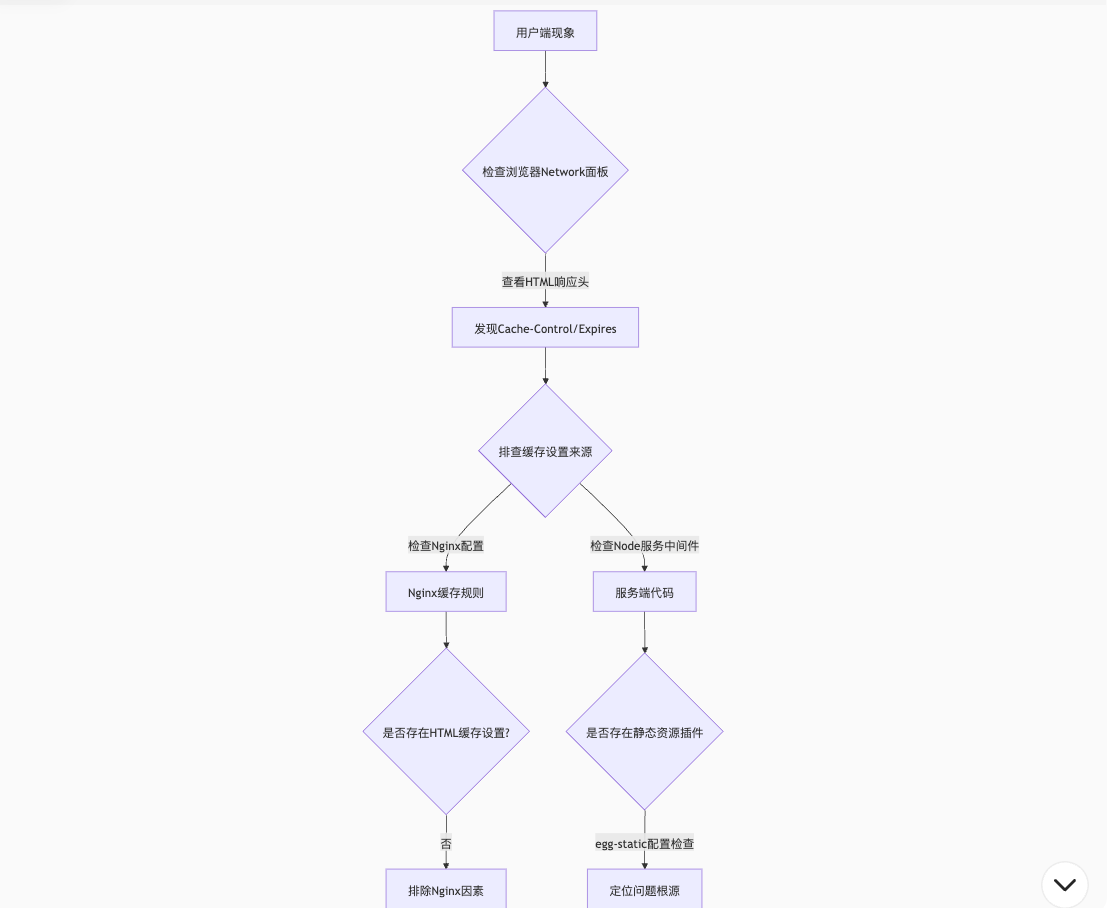 用户端现象
检查浏览器Network面板
查看HTML响应头
发现Cache-Control/Expires
排查缓存设置来源
检查Nginx配置
检查Node服务中间件
Nginx缓存规则
服务端代码
是否存在HTML缓存设置?
是否存在静态资源插件
否
egg-static配置检查
排除Nginx因素
定位问题根源